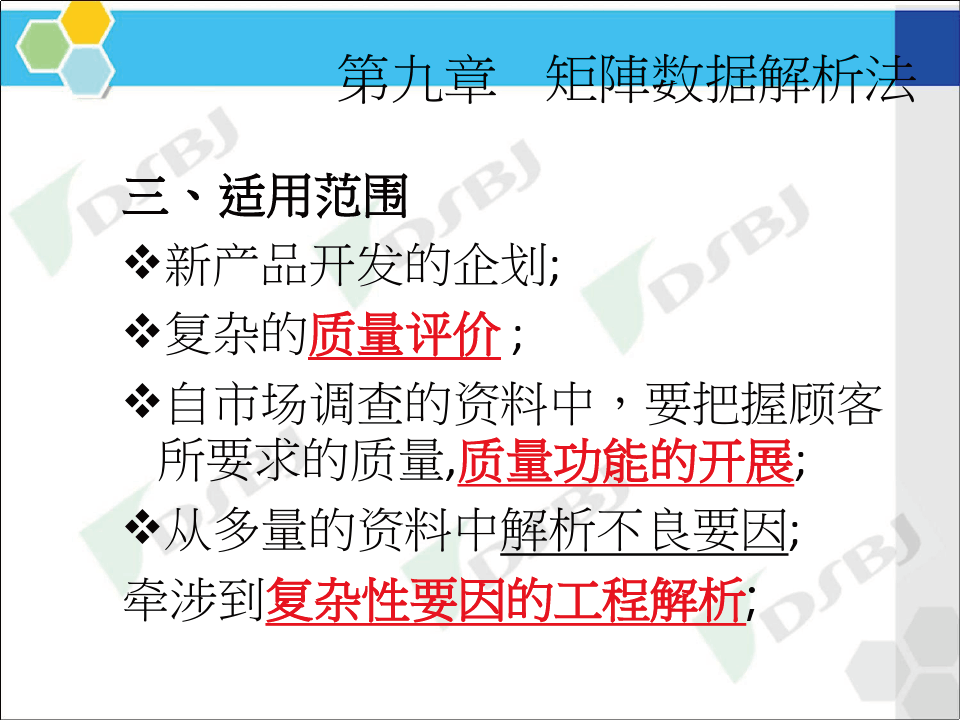 第九章 矩陣数据解析法
三、适用范围
❖新产品开发的企划;
❖复杂的质量评价 ;
❖自市场调查的资料中，要把握顾客
所要求的质量,质量功能的开展;
❖从多量的资料中解析不良要因;
牵涉到复杂性要因的工程解析;
DSBJ
DSBJ
DSBJ
DSBJ
DSBJ
DSBJ